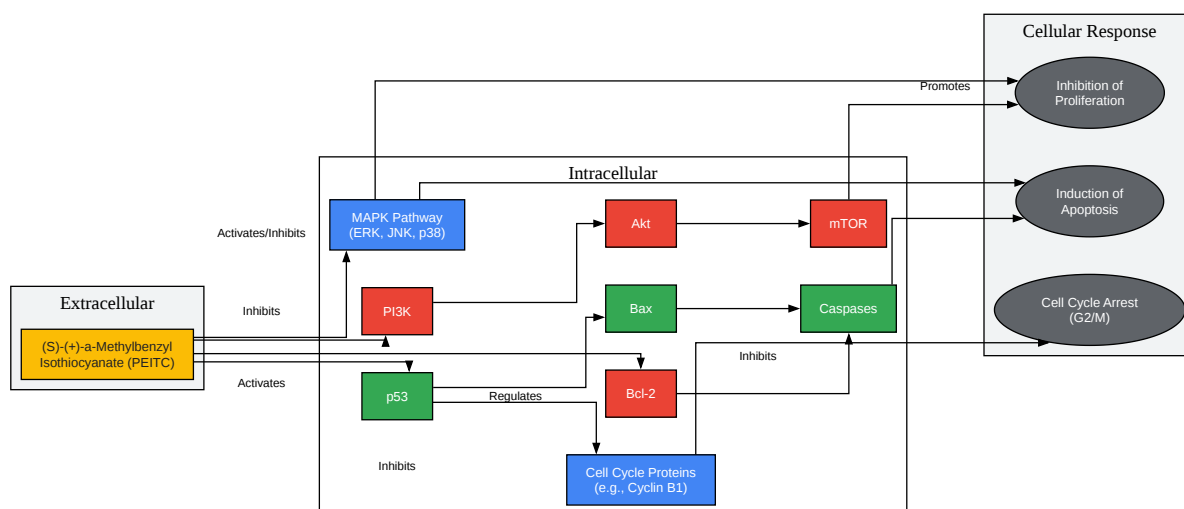 Cellular Response
Inhibition of
Proliferation
Promotes
Intracellular
Induction of
Apoptosis
MAPK Pathway
(ERK, JNK, p38)
Akt
mTOR
Activates/Inhibits
Extracellular
Inhibits
PI3K
Bax
Caspases
Cell Cycle Arrest
(G2/M)
(S)-(+)-a-Methylbenzyl
Isothiocyanate (PEITC)
Inhibits
Activates
p53
Regulates
Bcl-2
Inhibits
Cell Cycle Proteins
(e.g., Cyclin B1)